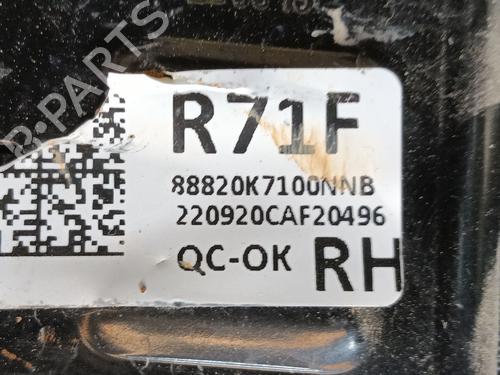 R71F
88820K7100NNB
220920CAF20496
QC-OK RH
B-Parts